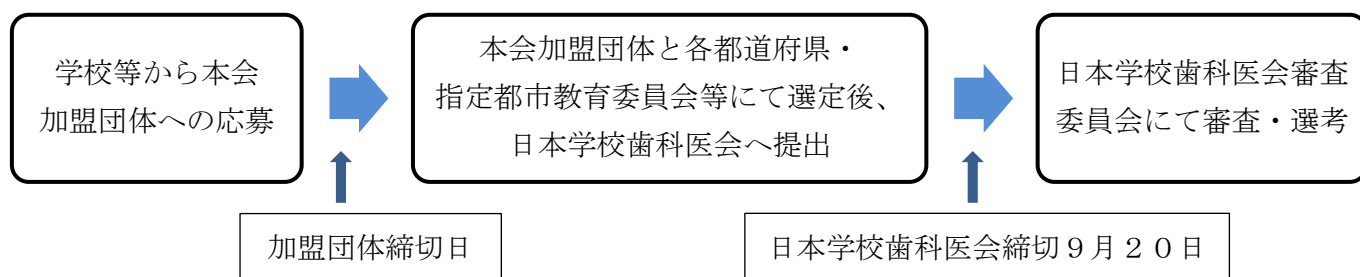 学校等から本会
加盟団体への応募
本会加盟団体と各都道府県・
指定都市教育委員会等にて選定後、
日本学校歯科医会へ提出
日本学校歯科医会審査
委員会にて審査・選考
加盟団体締切日
日本学校歯科医会締切９月２０日